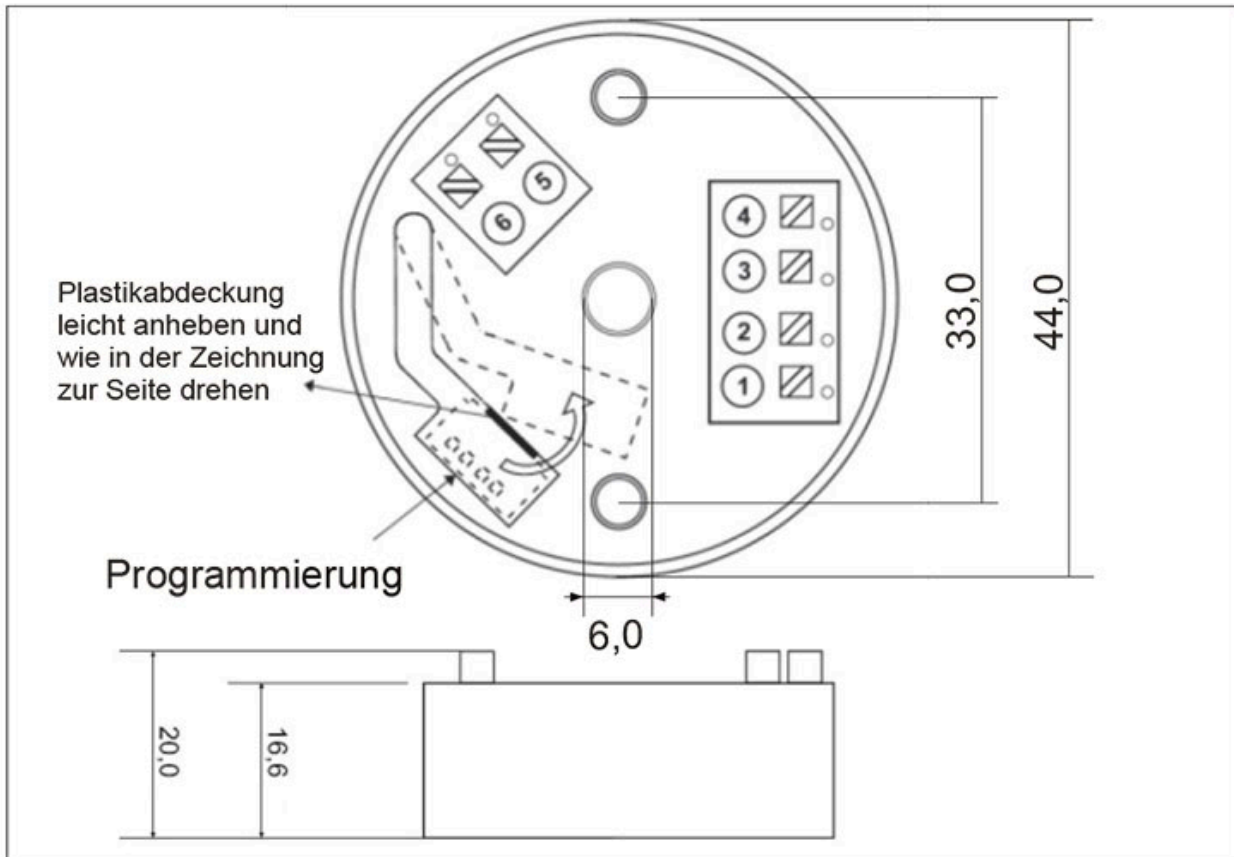 5
6
4
3
2
1
33,0
44,0
Plastikabdeckung
leicht anheben und
wie in der Zeichnung
zur Seite drehen
Programmierung
6,0
20,0
16,6